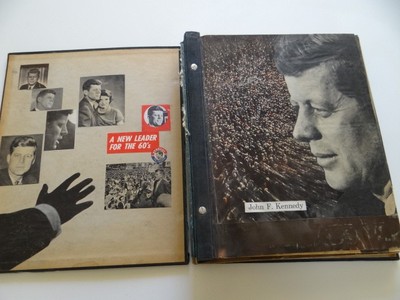 A NEW LEADER
FOR THE 60's
John F. Kennedy